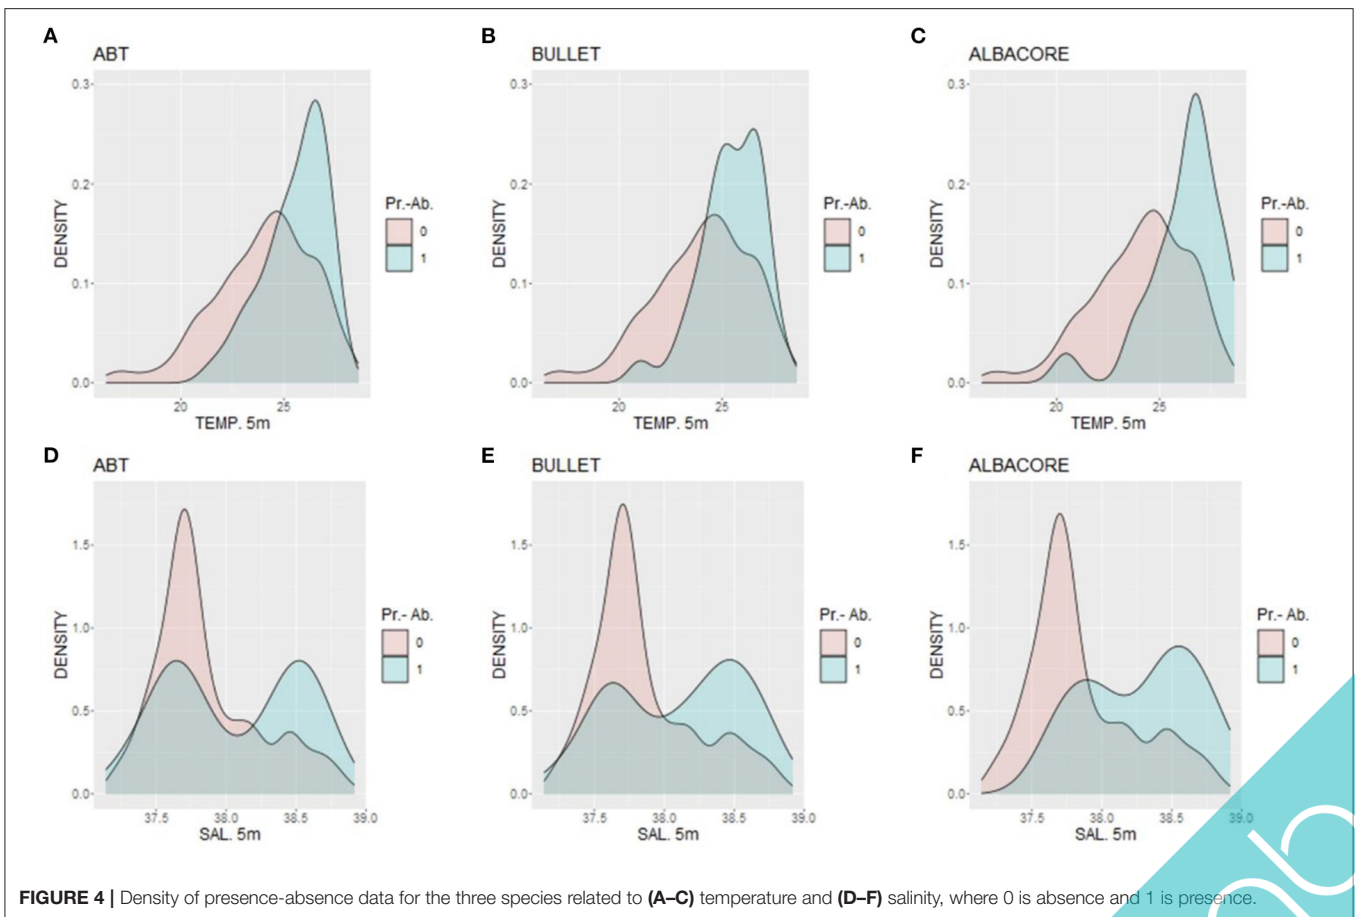 A
ABT
0.3
0.2
0.1
0.0
DENSITY
20 25
TEMP. 5m
Pr.-Ab.
0
1
B
BULLET
0.3
0.2
0.1
0.0
DENSITY
20 25
TEMP. 5m
Pr.-Ab.
0
1
C
ALBACORE
0.3
0.2
0.1
0.0
DENSITY
20 25
TEMP. 5m
Pr.-Ab.
0
1
D
ABT
1.5
1.0
0.5
0.0
DENSITY
37.5 38.0 38.5 39.0
SAL. 5m
Pr.- Ab.
0
1
E
BULLET
1.5
1.0
0.5
0.0
DENSITY
37.5 38.0 38.5 39.0
SAL. 5m
Pr.- Ab.
0
1
F
ALBACORE
1.5
1.0
0.5
0.0
DENSITY
37.5 38.0 38.5 39.0
SAL. 5m
Pr.- Ab.
0
1
FIGURE 4 | Density of presence-absence data for the three species related to (A–C) temperature and (D–F) salinity, where 0 is absence and 1 is presence.